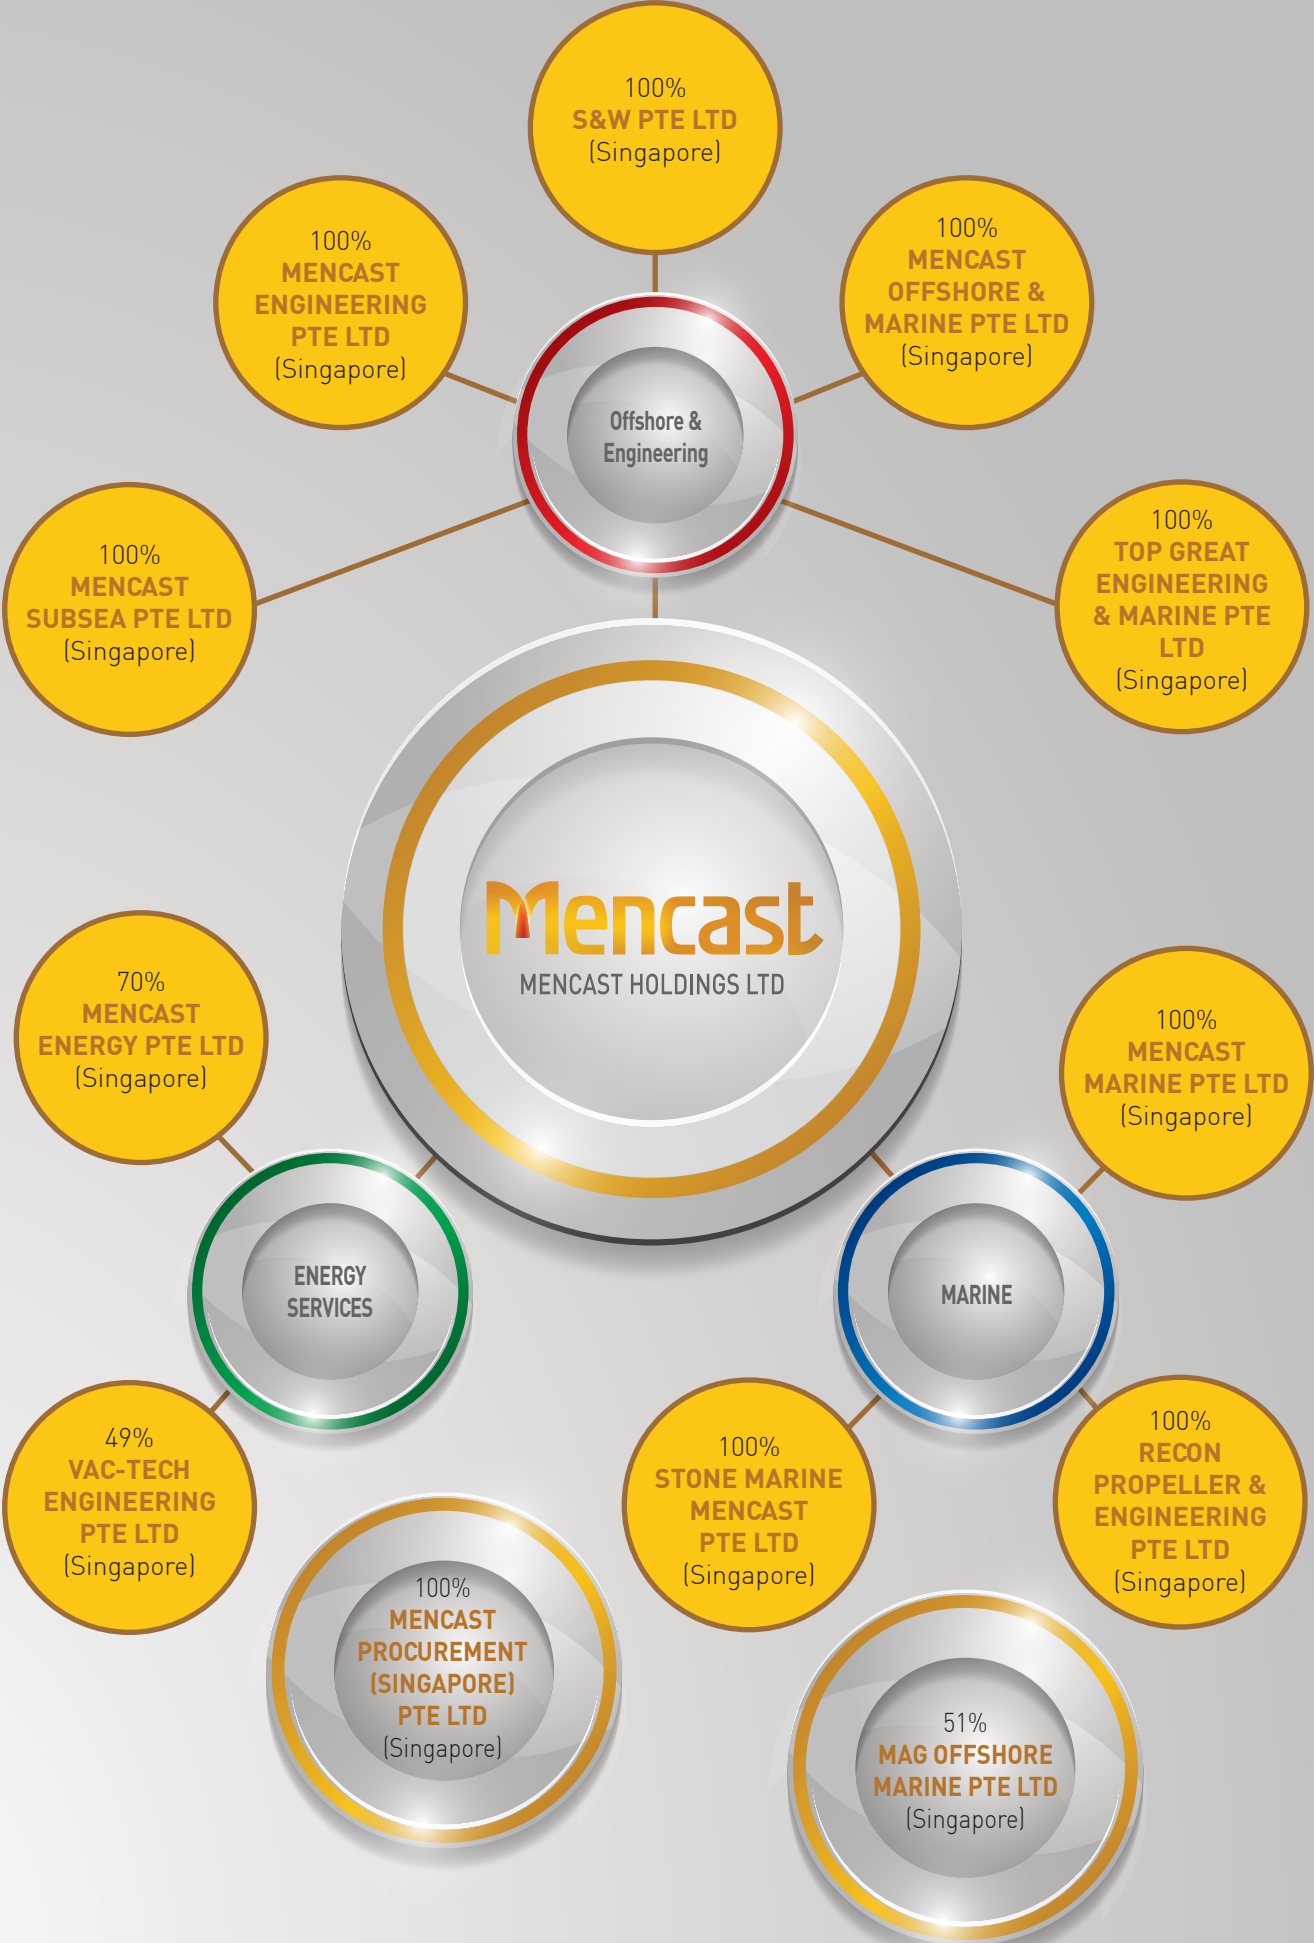 100%
S&W PTE LTD
(Singapore)
100%
MENCAST
ENGINEERING
PTE LTD
(Singapore)
100%
MENCAST
OFFSHORE &
MARINE PTE LTD
(Singapore)
Offshore &
Engineering
100%
MENCAST
SUBSEA PTE LTD
(Singapore)
100%
TOP GREAT
ENGINEERING
& MARINE PTE
LTD
(Singapore)
Mencast
MENCAST HOLDINGS LTD
70%
MENCAST
ENERGY PTE LTD
(Singapore)
100%
MENCAST
MARINE PTE LTD
(Singapore)
ENERGY
SERVICES
MARINE
49%
VAC-TECH
ENGINEERING
PTE LTD
(Singapore)
100%
STONE MARINE
MENCAST
PTE LTD
(Singapore)
100%
RECON
PROPELLER &
ENGINEERING
PTE LTD
(Singapore)
100%
MENCAST
PROCUREMENT
(SINGAPORE)
PTE LTD
(Singapore)
51%
MAG OFFSHORE
MARINE PTE LTD
(Singapore)